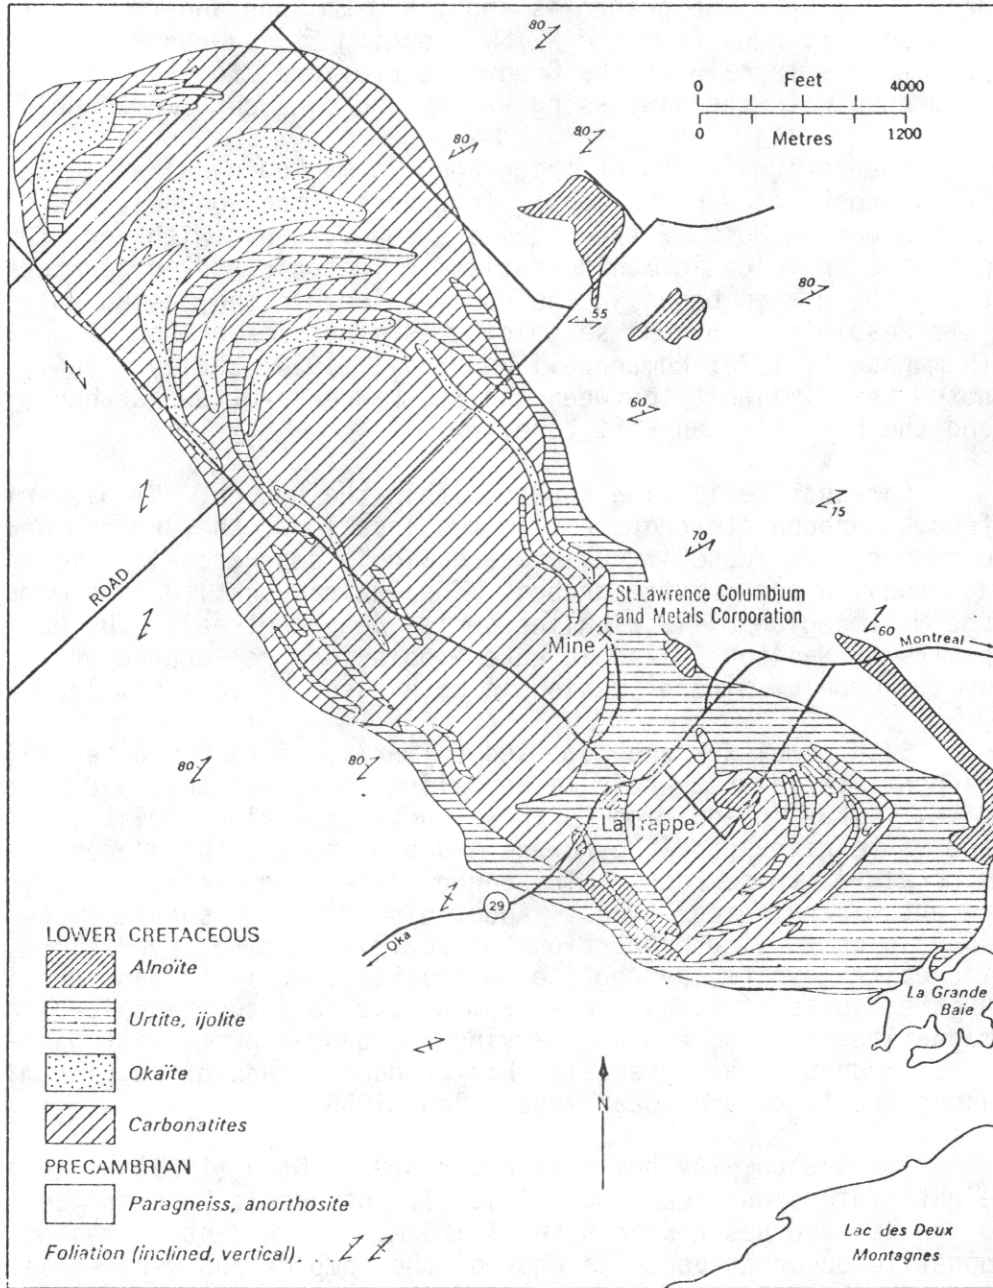 80
80
Feet
0 4000
0 1200
Metres
80
80
55
60
75
70
ROAD
St. Lawrence Columbium
and Metals Corporation
Mine
60
Montreal
80
80
La Trappe
29
Oka
LOWER CRETACEOUS
Alnoïte
Urtite, ijolite
Okaïte
Carbonatites
PRECAMBRIAN
Paragneiss, anorthosite
Foliation (inclined, vertical)...
La Grande
Baie
N
Lac des Deux
Montagnes